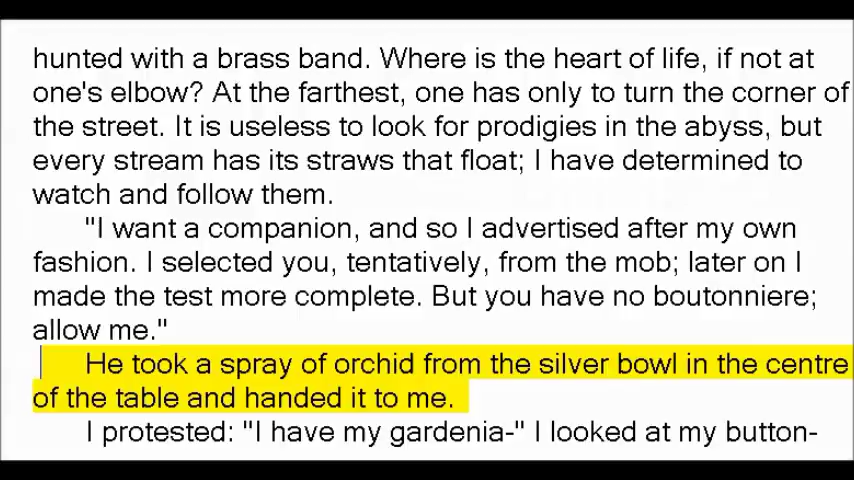 hunted with a brass band. Where is the heart of life, if not at
one's elbow? At the farthest, one has only to turn the corner of
the street. It is useless to look for prodigies in the abyss, but
every stream has its straws that float; I have determined to
watch and follow them.
"I want a companion, and so I advertised after my own
fashion. I selected you, tentatively, from the mob; later on I
made the test more complete. But you have no boutonniere;
allow me."
He took a spray of orchid from the silver bowl in the centre
of the table and handed it to me.
I protested: "I have my gardenia-" I looked at my button-